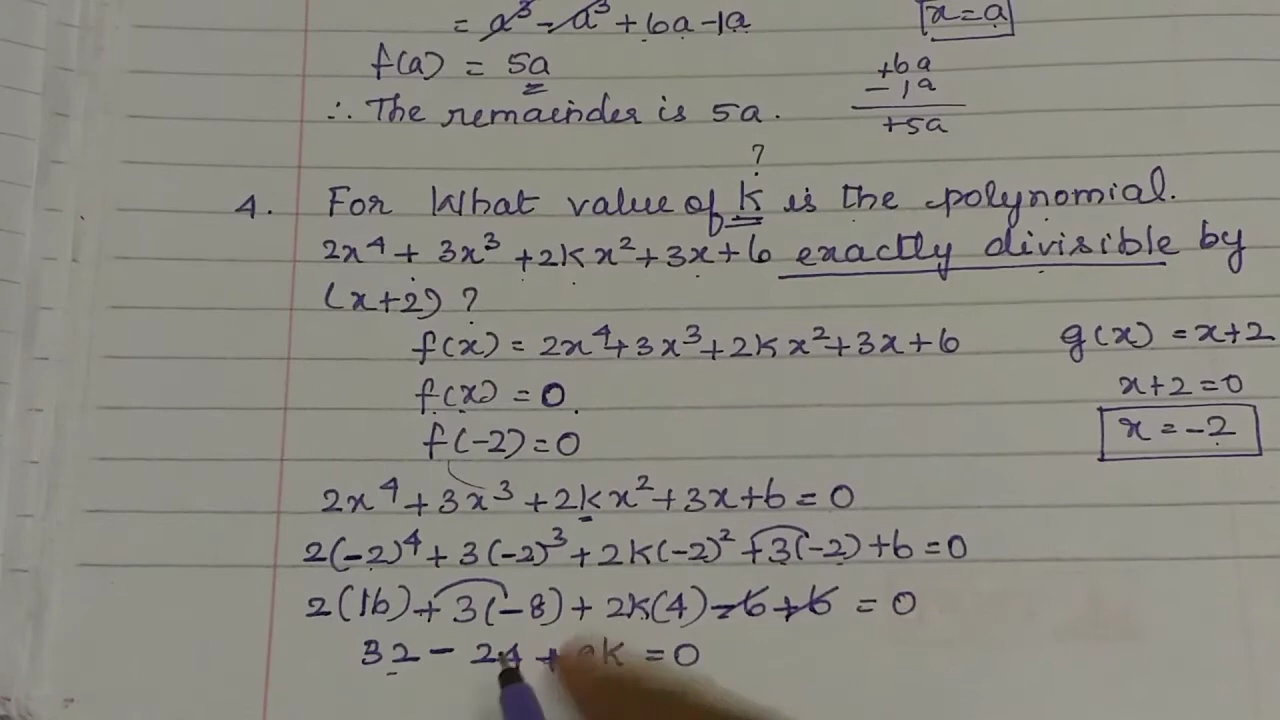 = a³ - a³ + 6a - 1a
x = a
f(a) = 5a
+6a
- 1a
+5a
∴ The remainder is 5a.
?
4. For What value of k is the polynomial.
2x⁴ + 3x³ + 2kx² + 3x + 6 exactly divisible by
(x+2) ?
f(x) = 2x⁴ + 3x³ + 2kx² + 3x + 6
g(x) = x+2
f(x) = 0.
x+2 = 0
f(-2) = 0
x = -2
2x⁴ + 3x³ + 2kx² + 3x + 6 = 0
2(-2)⁴ + 3(-2)³ + 2k(-2)² + 3(-2) + 6 = 0
2(16) + 3(-8) + 2k(4) - 6 + 6 = 0
32 - 24 + k = 0